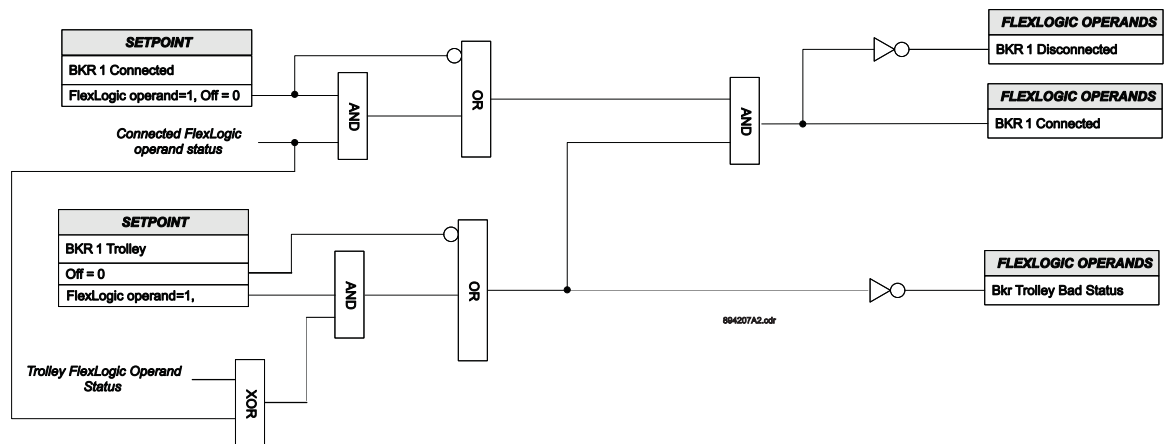 SETPOINT
BKR 1 Connected
FlexLogic operand=1, Off = 0
Connected FlexLogic
operand status
AND
OR
SETPOINT
BKR 1 Trolley
Off = 0
FlexLogic operand=1,
Trolley FlexLogic Operand
Status
XOR
AND
OR
AND
FLEXLOGIC OPERANDS
BKR 1 Disconnected
FLEXLOGIC OPERANDS
BKR 1 Connected
FLEXLOGIC OPERANDS
Bkr Trolley Bad Status
894207A2.cdr